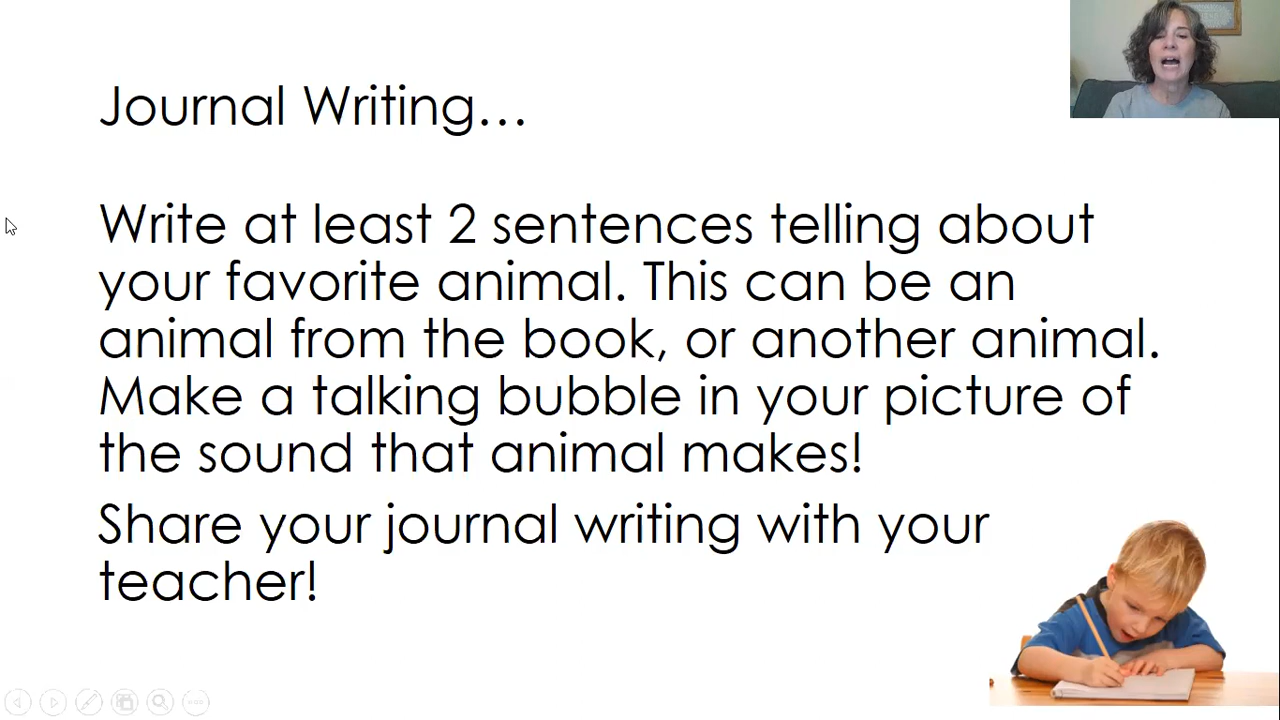 Journal Writing...
Write at least 2 sentences telling about
your favorite animal. This can be an
animal from the book, or another animal.
Make a talking bubble in your picture of
the sound that animal makes!
Share your journal writing with your
teacher!